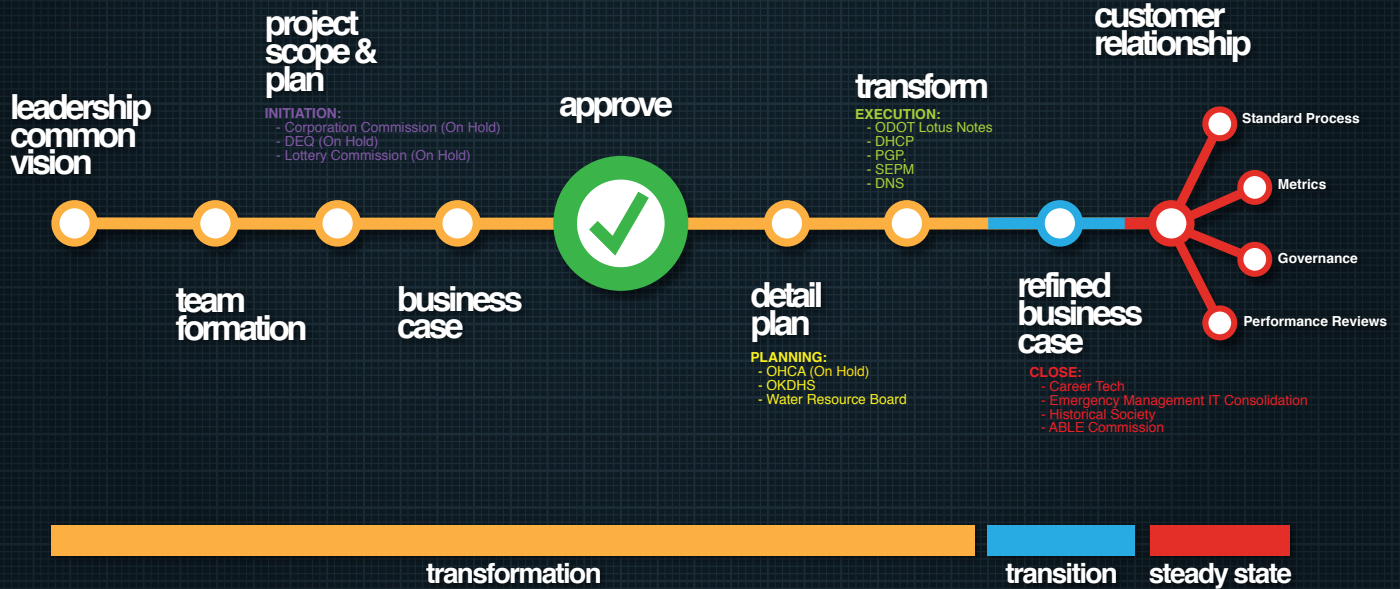 leadership
common
vision
project
scope &
plan
INITIATION:
- Corporation Commission (On Hold)
- DEQ (On Hold)
- Lottery Commission (On Hold)
team
formation
business
case
approve
detail
plan
PLANNING:
- OHCA (On Hold)
- OKDHS
- Water Resource Board
transform
EXECUTION:
- ODOT Lotus Notes
- DHCP
- PGP,
- SEPM
- DNS
refined
business
case
CLOSE:
- Career Tech
- Emergency Management IT Consolidation
- Historical Society
- ABLE Commission
customer
relationship
Standard Process
Metrics
Governance
Performance Reviews
transformation
transition
steady state